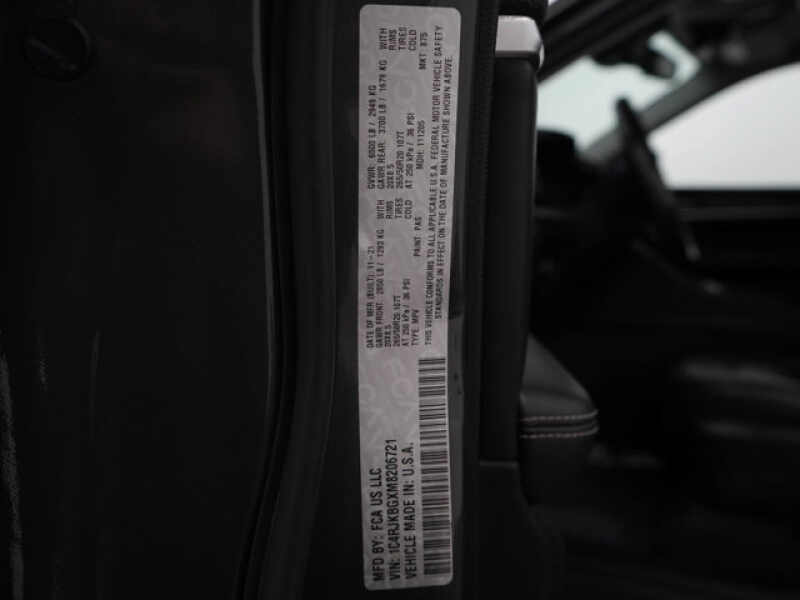 MFD BY: FCA US LLC
VIN: 1C4RJKBGXM8206721
VEHICLE MADE IN: U.S.A.
DATE OF MFR (BUILT): 11-21
GVWR: 6500 LB / 2949 KG
GAWR FRONT: 2850 LB / 1293 KG WITH
GAWR REAR: 3700 LB / 1679 KG WITH
20X8.5 RIMS
20X8.5 RIMS
265/50R20 107T TIRES
265/50R20 107T TIRES
AT 250 kPa / 36 PSI COLD
AT 250 kPa / 36 PSI COLD
TYPE: MPV PAINT: PAS MDH: 111205 MKT: 875
THIS VEHICLE CONFORMS TO ALL APPLICABLE U.S.A. FEDERAL MOTOR VEHICLE SAFETY
STANDARDS IN EFFECT ON THE DATE OF MANUFACTURE SHOWN ABOVE.